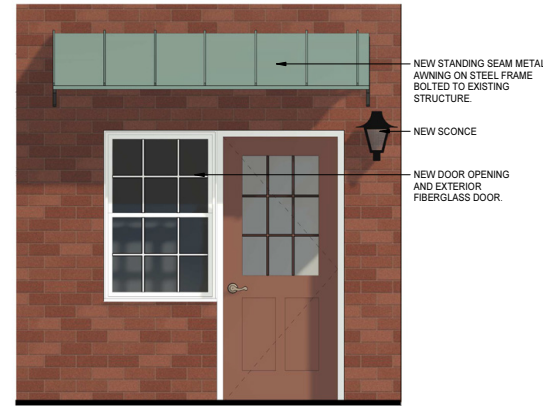 NEW STANDING SEAM METAL
AWNING ON STEEL FRAME
BOLTED TO EXISTING
STRUCTURE.
NEW SCONCE
NEW DOOR OPENING
AND EXTERIOR
FIBERGLASS DOOR.